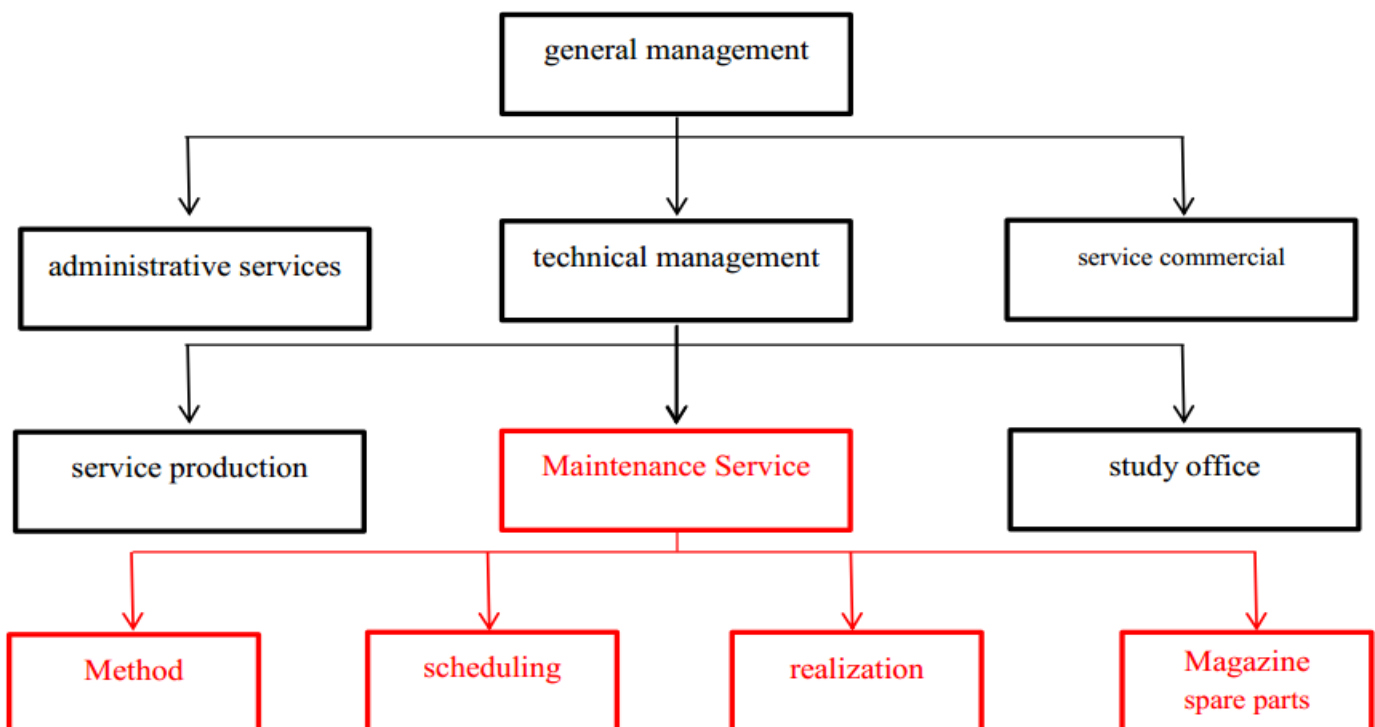 general management
administrative services
technical management
service commercial
service production
Maintenance Service
study office
Method
scheduling
realization
Magazine
spare parts